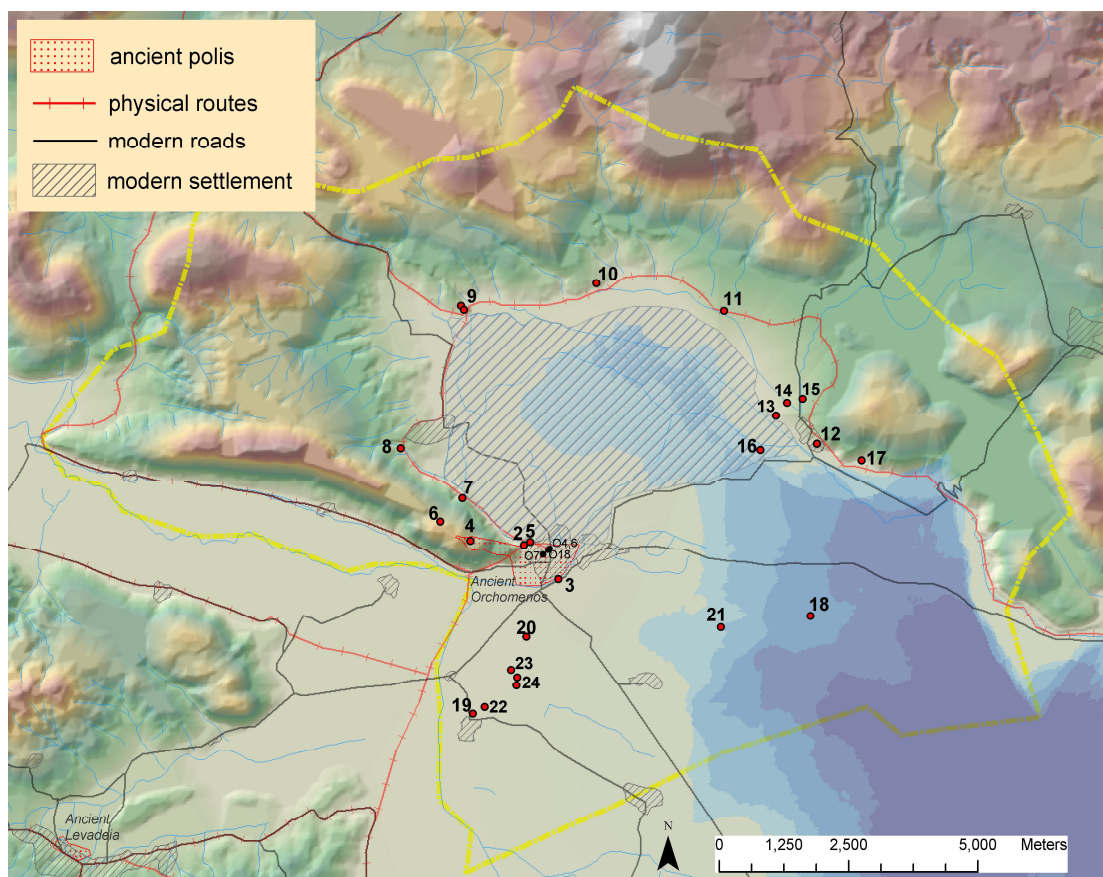 ancient polis
physical routes
modern roads
modern settlement
10
9
11
14
15
13
12
8
16
17
7
6
4
2
5
O4,6
O7
O18
Ancient
Orchomenos
3
18
21
20
23
24
19
22
Ancient
Levadeia
N
0 1,250 2,500 5,000 Meters